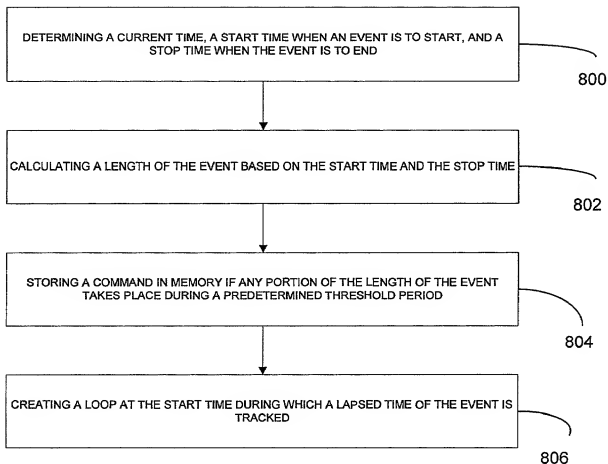 DETERMINING A CURRENT TIME, A START TIME WHEN AN EVENT IS TO START, AND A
STOP TIME WHEN THE EVENT IS TO END
800
CALCULATING A LENGTH OF THE EVENT BASED ON THE START TIME AND THE STOP TIME
802
STORING A COMMAND IN MEMORY IF ANY PORTION OF THE LENGTH OF THE EVENT
TAKES PLACE DURING A PREDETERMINED THRESHOLD PERIOD
804
CREATING A LOOP AT THE START TIME DURING WHICH A LAPSED TIME OF THE EVENT IS
TRACKED
806